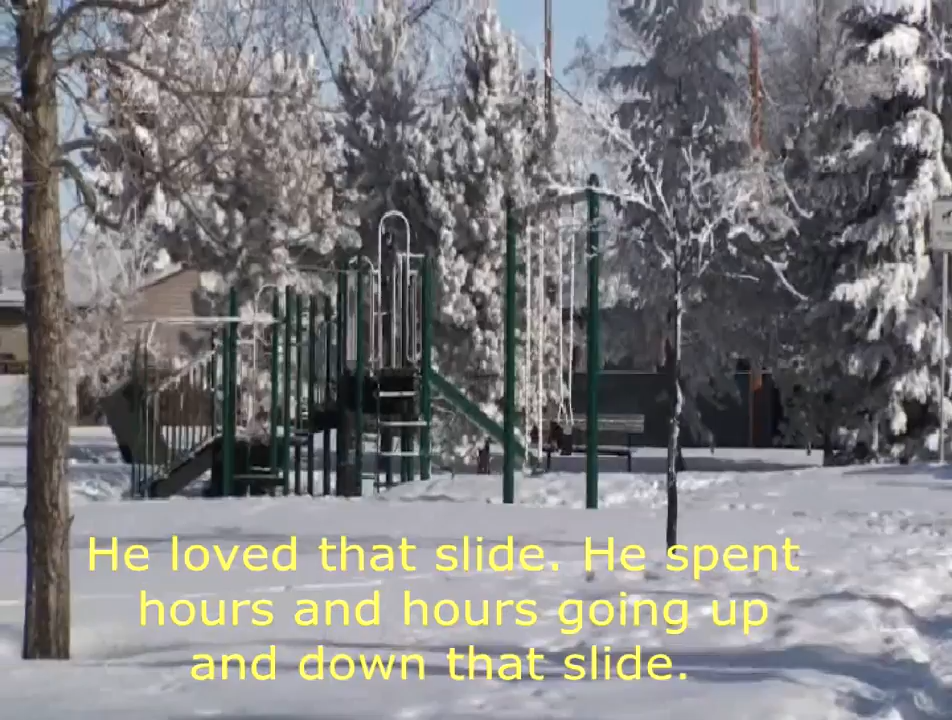 He loved that slide. He spent
hours and hours going up
and down that slide.